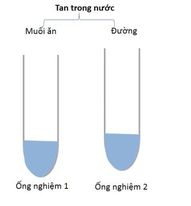 Tan trong nước
Muối ăn
Đường
Ống nghiệm 1
Ống nghiệm 2